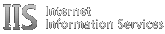 IIS Internet
Information Services